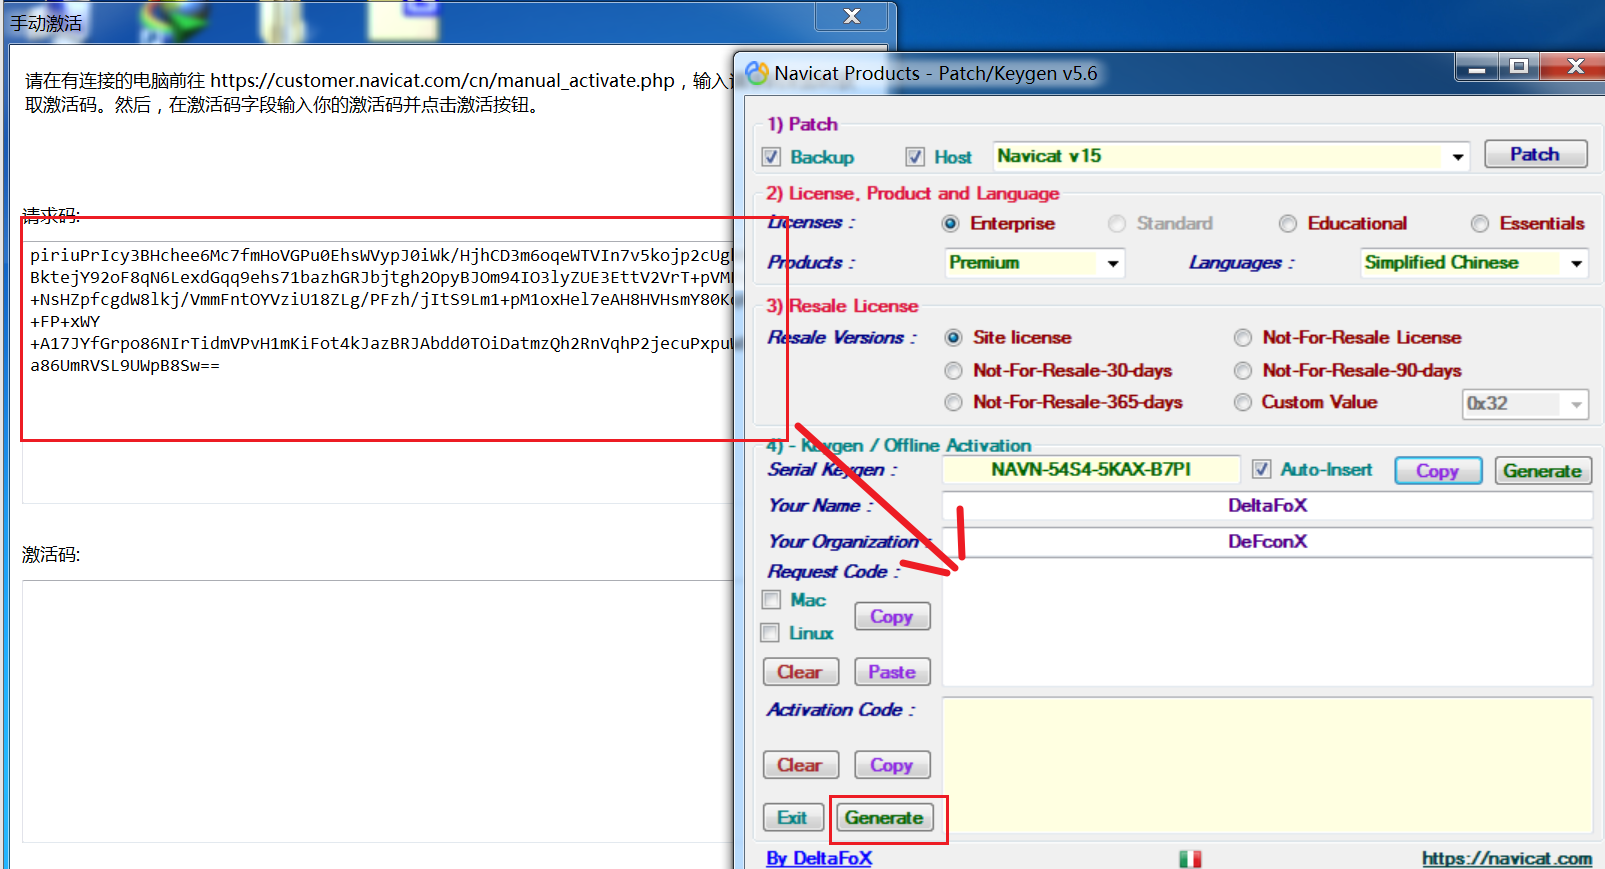 手动激活
请在有连接的电脑前往 https://customer.navicat.com/cn/manual_activate.php，输入
取激活码。然后，在激活码字段输入你的激活码并点击激活按钮。
请求码:
piriuPrIcy3BHchee6Mc7fmHoVGPu0EhsWVypJ0iWk/HjhCD3m6oqeWTVIn7v5kojp2cUg
BktejY92oF8qN6LexdGqq9ehs71bazhGRJbjtgh2OpyBJOm94IO3lyZUE3EttV2VrT+pVM
+NsHZpfcgdW8lkj/VmmFntOYVziU18ZLg/PFzh/jItS9Lm1+pM1oxHel7eAH8HVHsmY80K
+FP+xWY
+A17JYfGrpo86NIrTidmVPvH1mKiFot4kJazBRJAbdd0TOiDatmzQh2RnVqhP2jecuPxpu
a86UmRVSL9UWpB8Sw==
激活码:
Navicat Products - Patch/Keygen v5.6
1) Patch
Backup Host Navicat v15 Patch
2) License, Product and Language
Licenses : Enterprise Standard Educational Essentials
Products : Premium Languages : Simplified Chinese
3) Resale License
Resale Versions : Site license Not-For-Resale License
Not-For-Resale-30-days Not-For-Resale-90-days
Not-For-Resale-365-days Custom Value 0x32
4) - Keygen / Offline Activation
Serial Keygen : NAVN-54S4-5KAX-B7PI Auto-Insert Copy Generate
Your Name : DeltaFoX
Your Organization : DeFconX
Request Code :
Mac
Copy
Linux
Clear Paste
Activation Code :
Clear Copy
Exit Generate
By DeltaFoX https://navicat.com